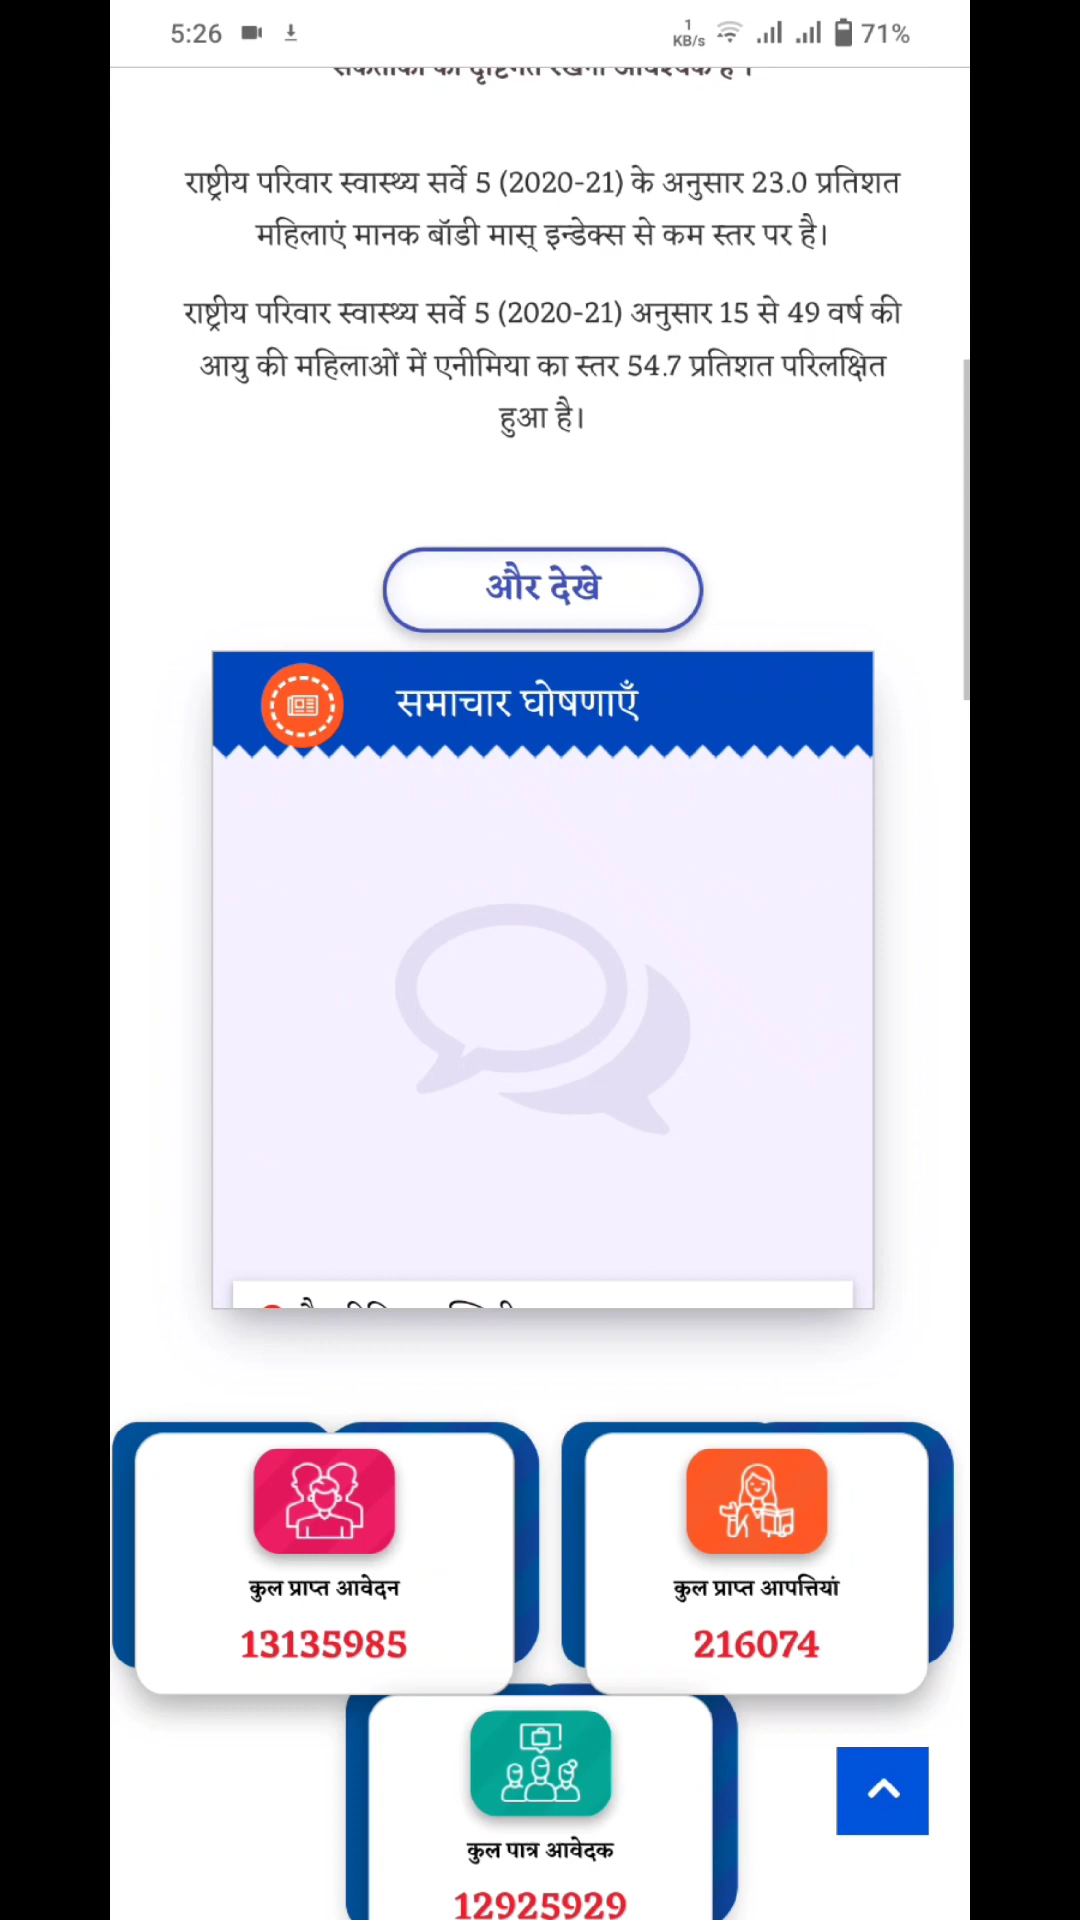 5:26
1
KB/s
71%
राष्ट्रीय परिवार स्वास्थ्य सर्वे 5 (2020-21) के अनुसार 23.0 प्रतिशत
महिलाएं मानक बॉडी मास् इन्डेक्स से कम स्तर पर है।
राष्ट्रीय परिवार स्वास्थ्य सर्वे 5 (2020-21) अनुसार 15 से 49 वर्ष की
आयु की महिलाओं में एनीमिया का स्तर 54.7 प्रतिशत परिलक्षित
हुआ है।
और देखे
समाचार घोषणाएँ
कुल प्राप्त आवेदन
13135985
कुल प्राप्त आपत्तियां
216074
कुल पात्र आवेदक
12925929